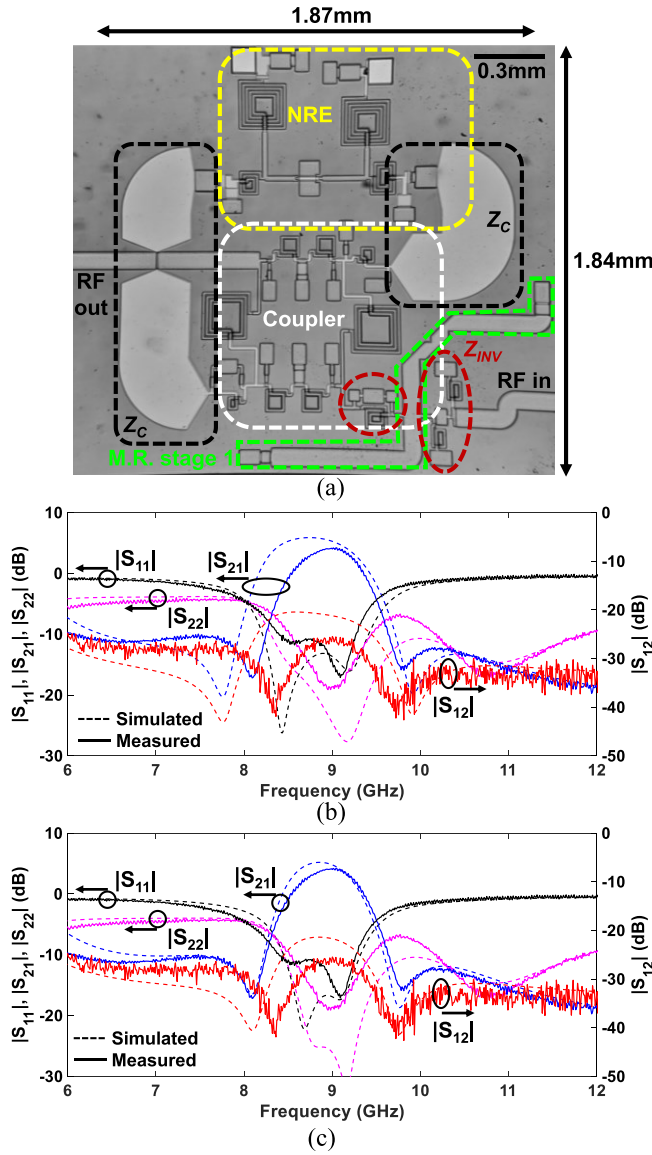 1.87mm
0.3mm
NRE
Z_C
1.84mm
RF
out
Coupler
Z_INV
RF in
Z_C
M.R. stage 1
(a)
|S11|, |S21|, |S22| (dB)
10
0
-10
-20
-30
|S11|
|S21|
|S22|
|S12|
Simulated
Measured
0
-10
-20
-30
-40
-50
|S12| (dB)
6 7 8 9 10 11 12
Frequency (GHz)
(b)
|S11|, |S21|, |S22| (dB)
10
0
-10
-20
-30
|S11|
|S21|
|S22|
|S12|
Simulated
Measured
0
-10
-20
-30
-40
-50
|S12| (dB)
6 7 8 9 10 11 12
Frequency (GHz)
(c)